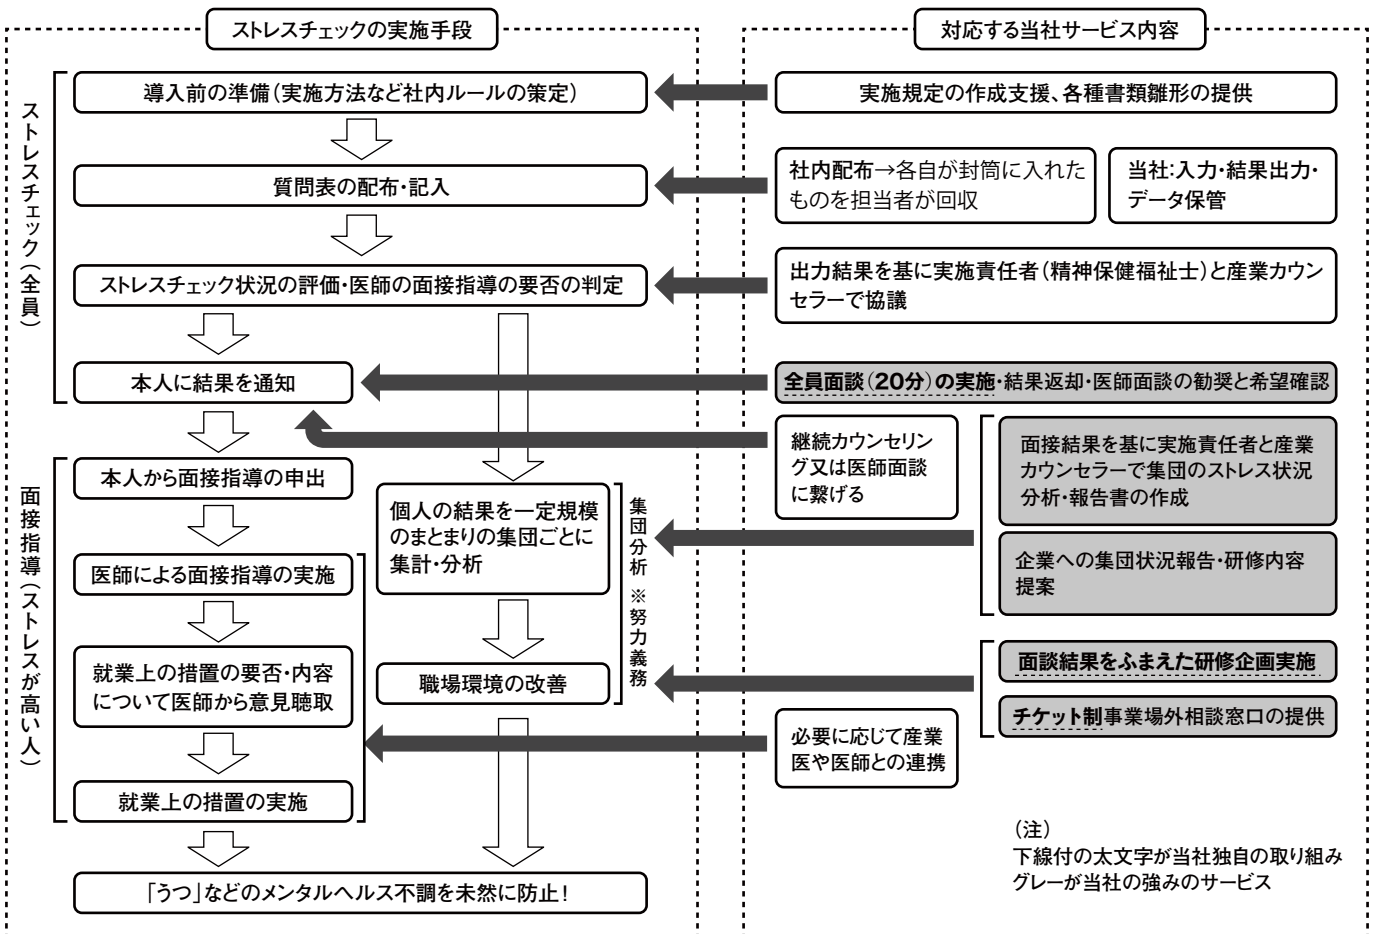 ストレスチェックの実施手段
ストレスチェック（全員）
導入前の準備（実施方法など社内ルールの策定）
質問表の配布・記入
ストレスチェック状況の評価・医師の面接指導の要否の判定
本人に結果を通知
面接指導（ストレスが高い人）
本人から面接指導の申出
医師による面接指導の実施
就業上の措置の要否・内容
について医師から意見聴取
就業上の措置の実施
個人の結果を一定規模
のまとまりの集団ごとに
集計・分析
職場環境の改善
集団分析 ※努力義務
「うつ」などのメンタルヘルス不調を未然に防止！
対応する当社サービス内容
実施規定の作成支援、各種書類雛形の提供
社内配布→各自が封筒に入れた
ものを担当者が回収
当社：入力・結果出力・
データ保管
出力結果を基に実施責任者（精神保健福祉士）と産業カウン
セラーで協議
全員面談（20分）の実施・結果返却・医師面談の勧奨と希望確認
継続カウンセリン
グ又は医師面談
に繋げる
面接結果を基に実施責任者と産業
カウンセラーで集団のストレス状況
分析・報告書の作成
企業への集団状況報告・研修内容
提案
面談結果をふまえた研修企画実施
チケット制事業場外相談窓口の提供
必要に応じて産業
医や医師との連携
（注）
下線付の太文字が当社独自の取り組み
グレーが当社の強みのサービス